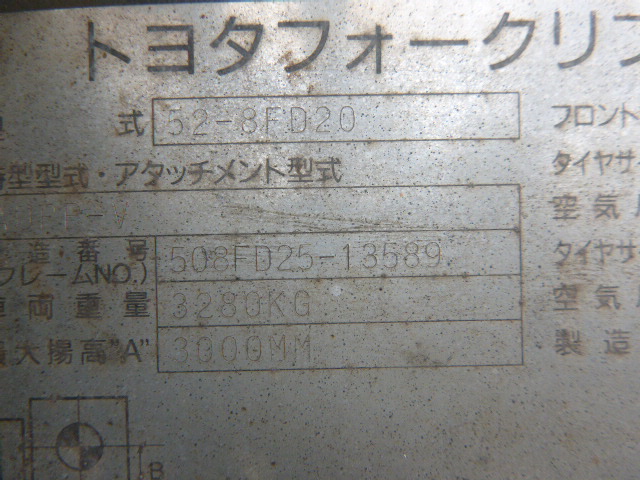 トヨタフォークリフ
式 52-8FD20 フロント
型型式・アタッチメント型式 タイヤサ
F-V 空気
造番号 508FD25-13589 タイヤサ
フレームNO.)
車両重量 3280KG 空気
最大揚高"A" 3000MM 製造
B